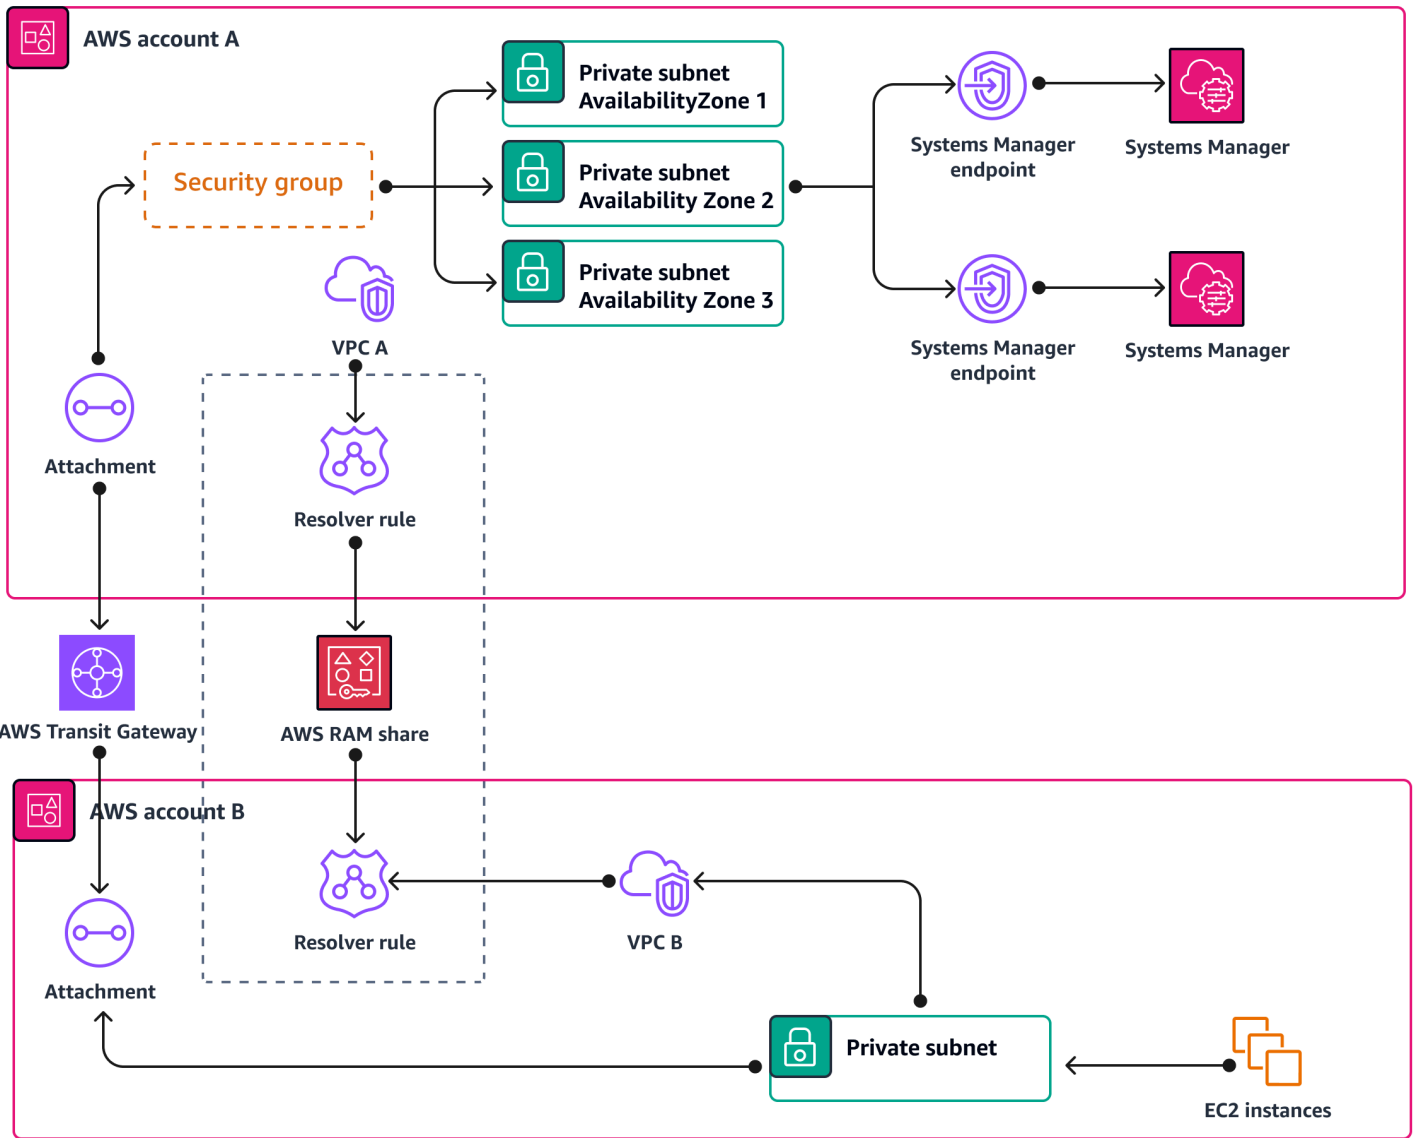 AWS account A
Private subnet
AvailabilityZone 1
Security group
Private subnet
Availability Zone 2
Private subnet
Availability Zone 3
Systems Manager
endpoint
Systems Manager
VPC A
Systems Manager
endpoint
Systems Manager
Attachment
Resolver rule
AWS Transit Gateway
AWS RAM share
AWS account B
Resolver rule
VPC B
Attachment
Private subnet
EC2 instances